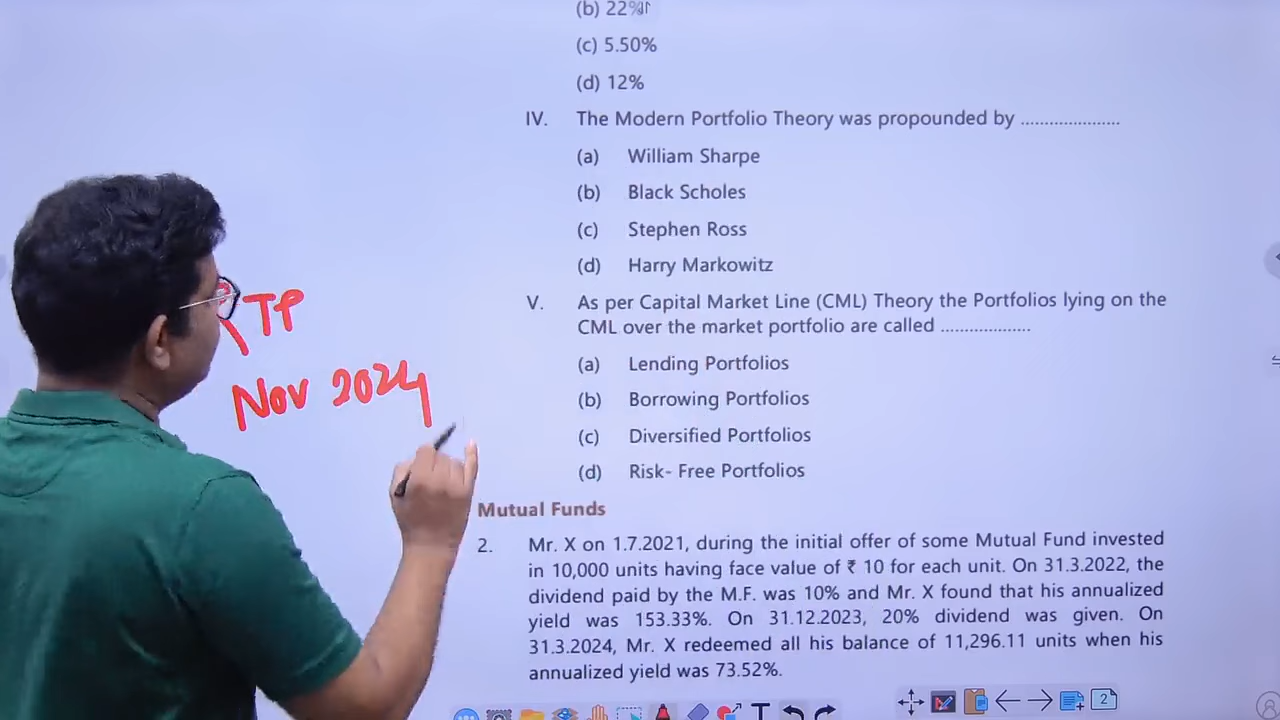 (b) 22%
(c) 5.50%
(d) 12%
IV. The Modern Portfolio Theory was propounded by .....................
(a) William Sharpe
(b) Black Scholes
(c) Stephen Ross
(d) Harry Markowitz
V. As per Capital Market Line (CML) Theory the Portfolios lying on the
CML over the market portfolio are called ...................
(a) Lending Portfolios
(b) Borrowing Portfolios
(c) Diversified Portfolios
(d) Risk- Free Portfolios
TP
Nov 2024
Mutual Funds
2. Mr. X on 1.7.2021, during the initial offer of some Mutual Fund invested
in 10,000 units having face value of ₹ 10 for each unit. On 31.3.2022, the
dividend paid by the M.F. was 10% and Mr. X found that his annualized
yield was 153.33%. On 31.12.2023, 20% dividend was given. On
31.3.2024, Mr. X redeemed all his balance of 11,296.11 units when his
annualized yield was 73.52%.
T
2